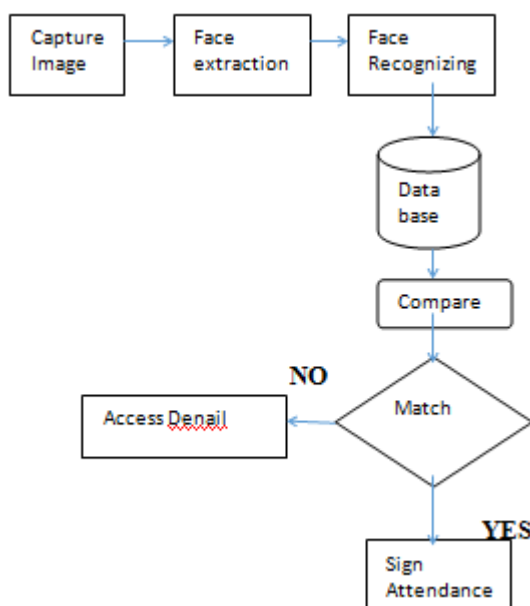 Capture
Image
Face
extraction
Face
Recognizing
Data
base
Compare
NO
Match
Access Denail
YES
Sign
Attendance